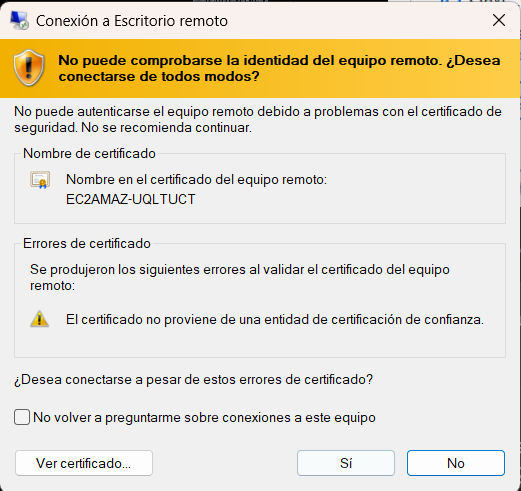 Conexión a Escritorio remoto
No puede comprobarse la identidad del equipo remoto. ¿Desea
conectarse de todos modos?
No puede autenticarse el equipo remoto debido a problemas con el certificado de
seguridad. No se recomienda continuar.
Nombre de certificado
Nombre en el certificado del equipo remoto:
EC2AMAZ-UQLTUCT
Errores de certificado
Se produjeron los siguientes errores al validar el certificado del equipo
remoto:
El certificado no proviene de una entidad de certificación de confianza.
¿Desea conectarse a pesar de estos errores de certificado?
No volver a preguntarme sobre conexiones a este equipo
Ver certificado... Sí No